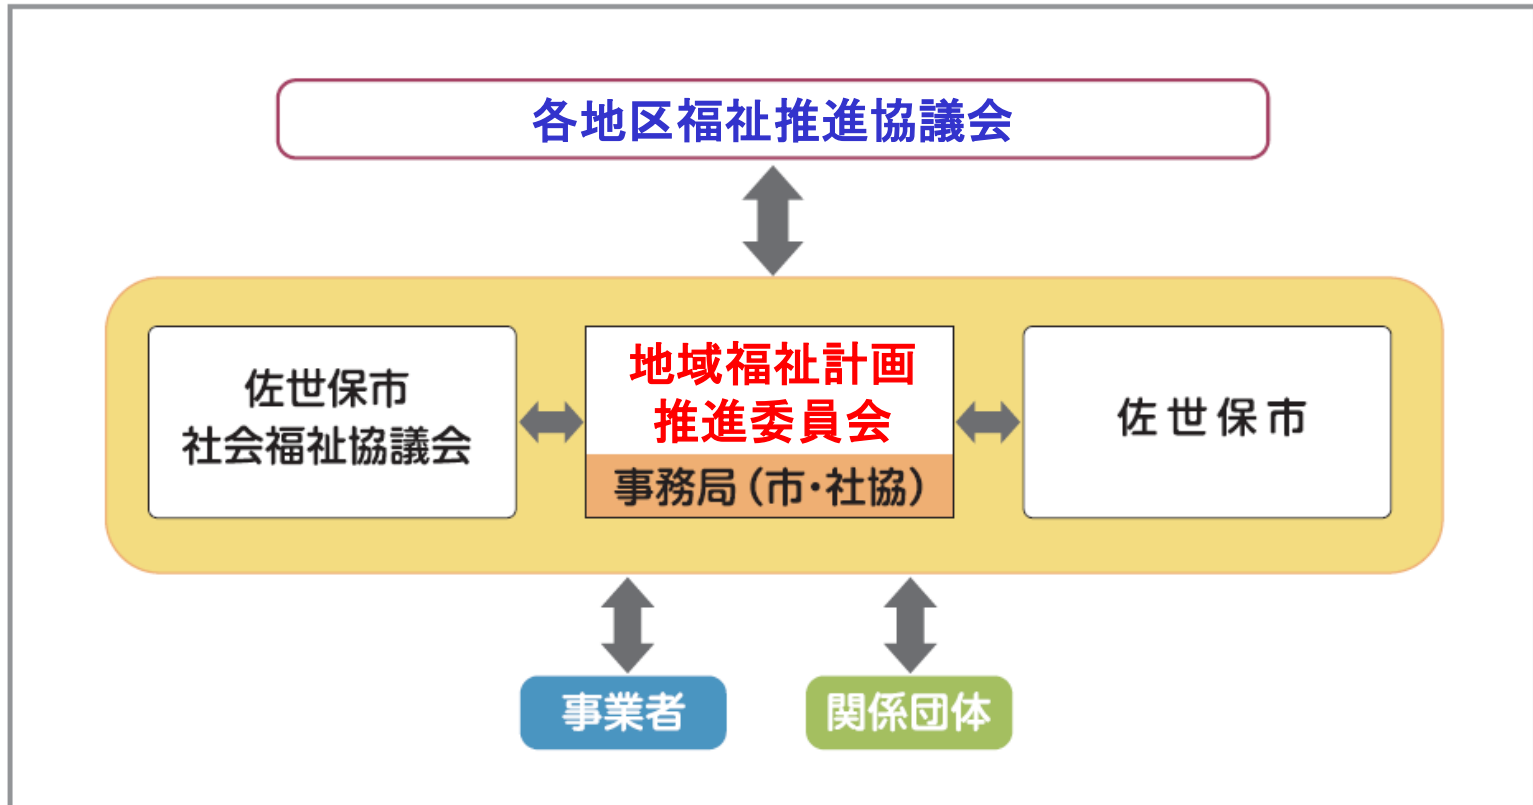 各地区福祉推進協議会
佐世保市
社会福祉協議会
地域福祉計画
推進委員会
事務局(市・社協)
佐世保市
事業者
関係団体